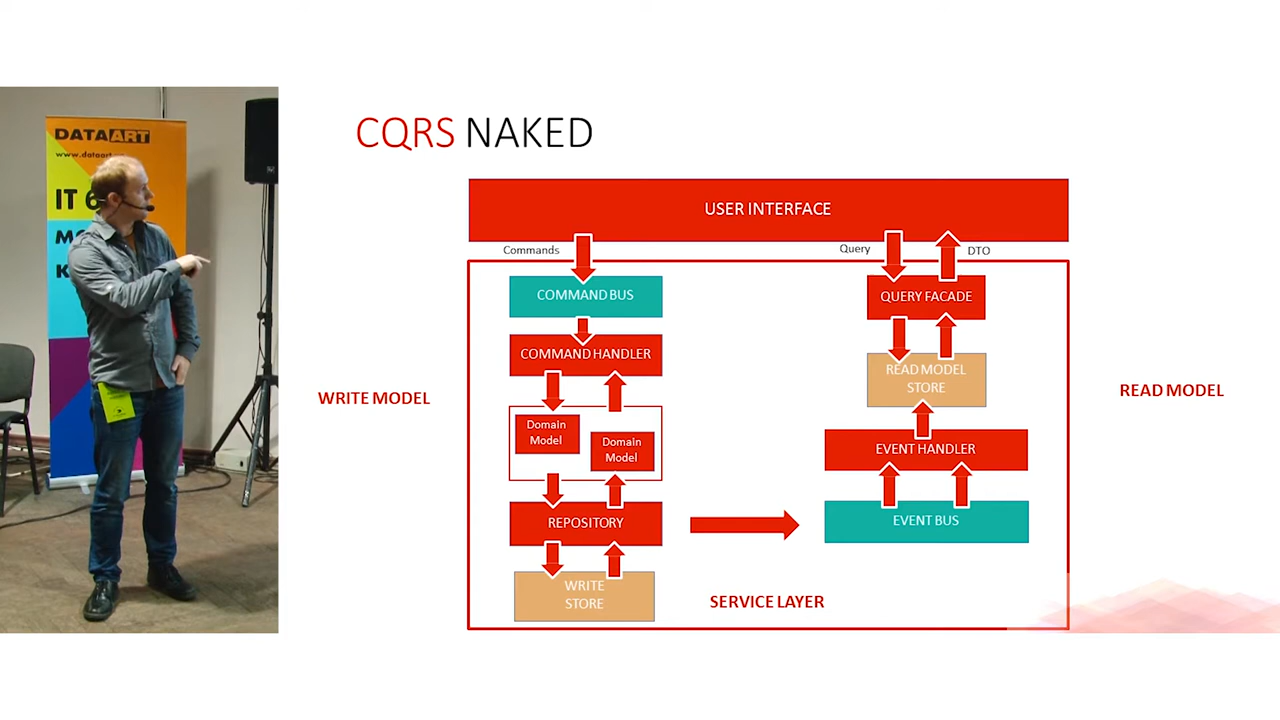 CQRS NAKED
DATAART
www.dataart
IT 6
USER INTERFACE
Commands
Query
DTO
COMMAND BUS
QUERY FACADE
COMMAND HANDLER
READ MODEL
STORE
WRITE MODEL
READ MODEL
Domain
Model
Domain
Model
EVENT HANDLER
REPOSITORY
EVENT BUS
WRITE
STORE
SERVICE LAYER